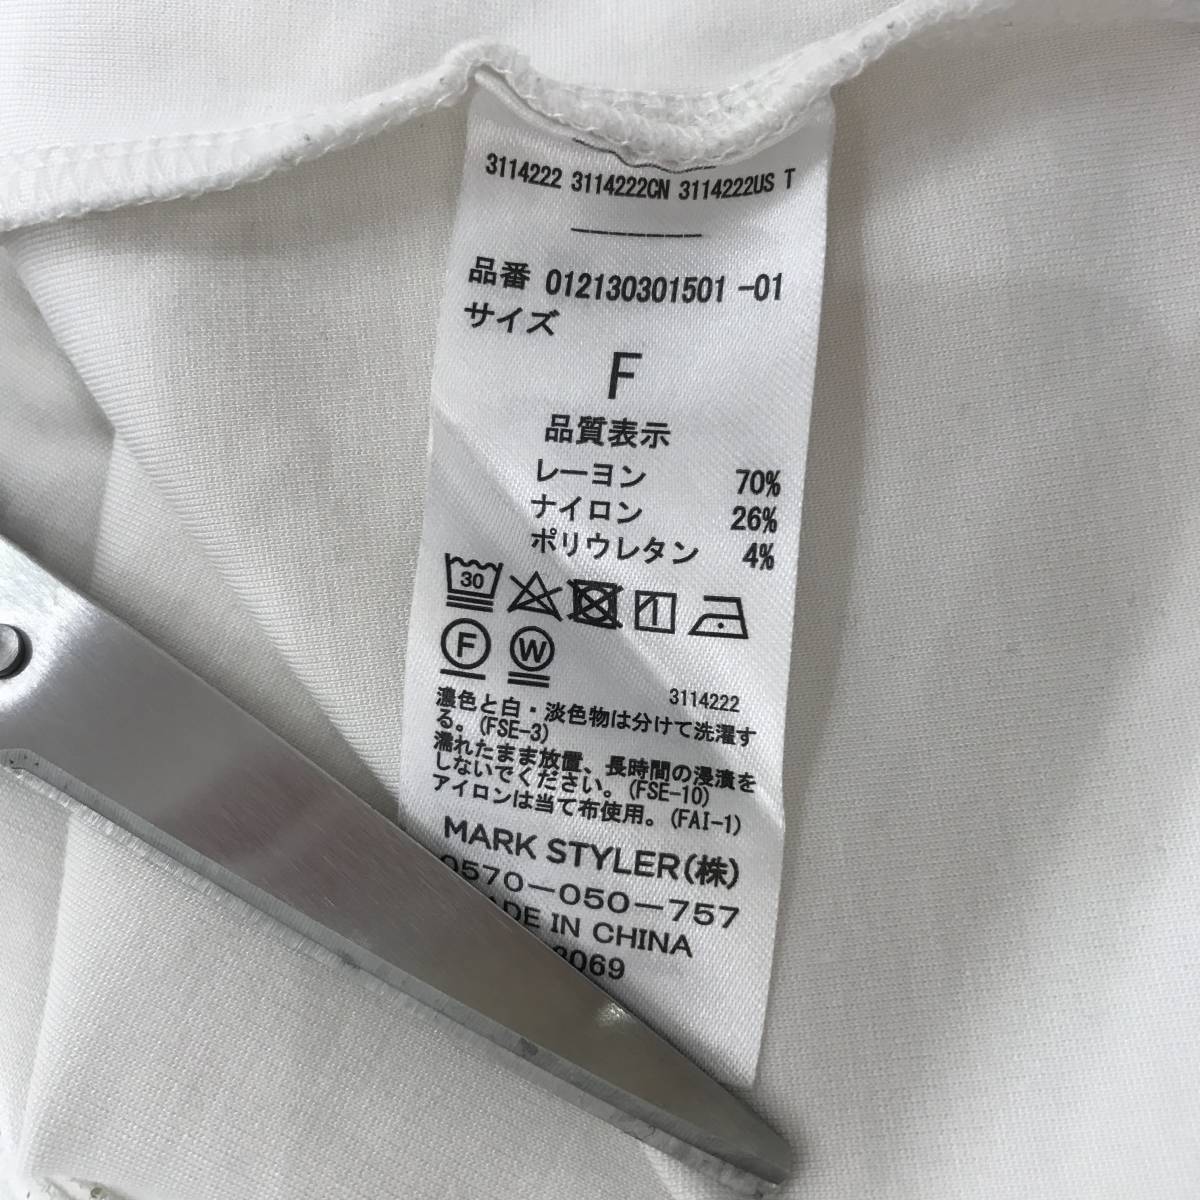 3114222 3114222CN 3114222US T
品番 012130301501 -01
サイズ
F
品質表示
レーヨン 70%
ナイロン 26%
ポリウレタン 4%
30
F W
3114222
濃色と白・淡色物は分けて洗濯す
る。(FSE-3)
濡れたまま放置、長時間の浸漬を
しないでください。(FSE-10)
アイロンは当て布使用。(FAI-1)
MARK STYLER(株)
0570-050-757
MADE IN CHINA